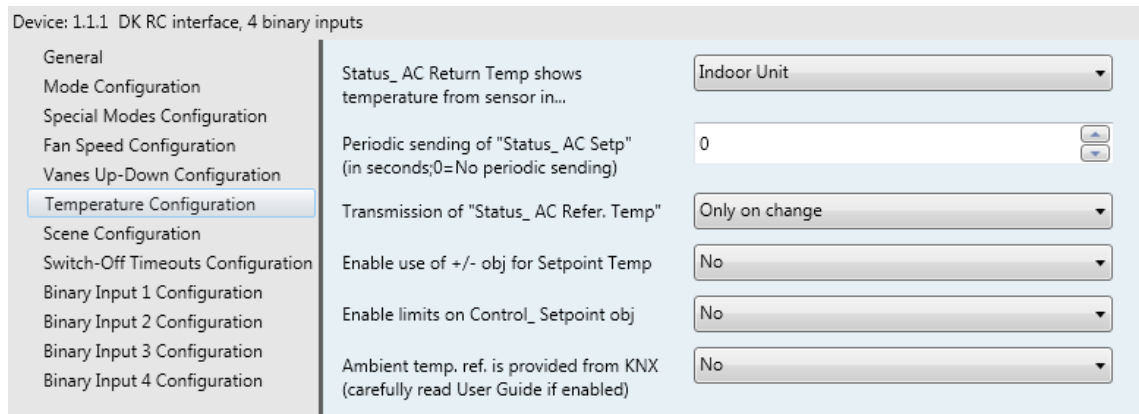 Device: 1.1.1 DK RC interface, 4 binary inputs
General
Mode Configuration
Special Modes Configuration
Fan Speed Configuration
Vanes Up-Down Configuration
Temperature Configuration
Scene Configuration
Switch-Off Timeouts Configuration
Binary Input 1 Configuration
Binary Input 2 Configuration
Binary Input 3 Configuration
Binary Input 4 Configuration
Status_ AC Return Temp shows
temperature from sensor in...
Indoor Unit
Periodic sending of "Status_ AC Setp"
(in seconds;0=No periodic sending)
0
Transmission of "Status_ AC Refer. Temp"
Only on change
Enable use of +/- obj for Setpoint Temp
No
Enable limits on Control_ Setpoint obj
No
Ambient temp. ref. is provided from KNX
(carefully read User Guide if enabled)
No